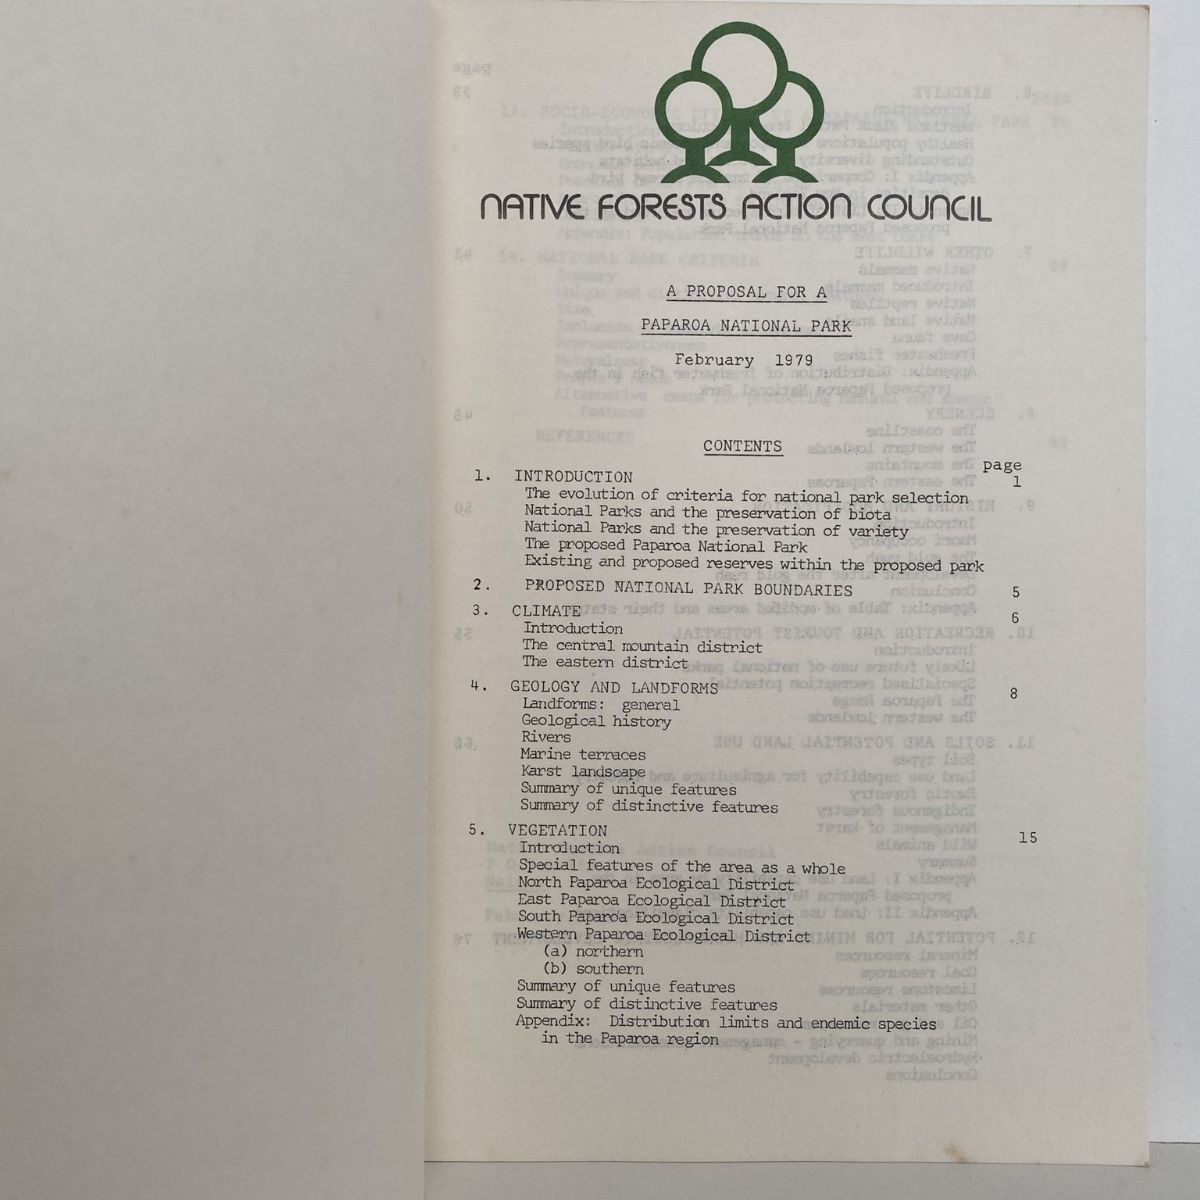 NATIVE FORESTS ACTION COUNCIL
A PROPOSAL FOR A
PAPAROA NATIONAL PARK
February 1979
CONTENTS
page
1. INTRODUCTION 1
The evolution of criteria for national park selection
National Parks and the preservation of biota
National Parks and the preservation of variety
The proposed Paparoa National Park
Existing and proposed reserves within the proposed park
2. PROPOSED NATIONAL PARK BOUNDARIES 5
3. CLIMATE 6
Introduction
The central mountain district
The eastern district
4. GEOLOGY AND LANDFORMS 8
Landforms: general
Geological history
Rivers
Marine terraces
Karst landscape
Summary of unique features
Summary of distinctive features
5. VEGETATION 15
Introduction
Special features of the area as a whole
North Paparoa Ecological District
East Paparoa Ecological District
South Paparoa Ecological District
Western Paparoa Ecological District
(a) northern
(b) southern
Summary of unique features
Summary of distinctive features
Appendix: Distribution limits and endemic species
in the Paparoa region